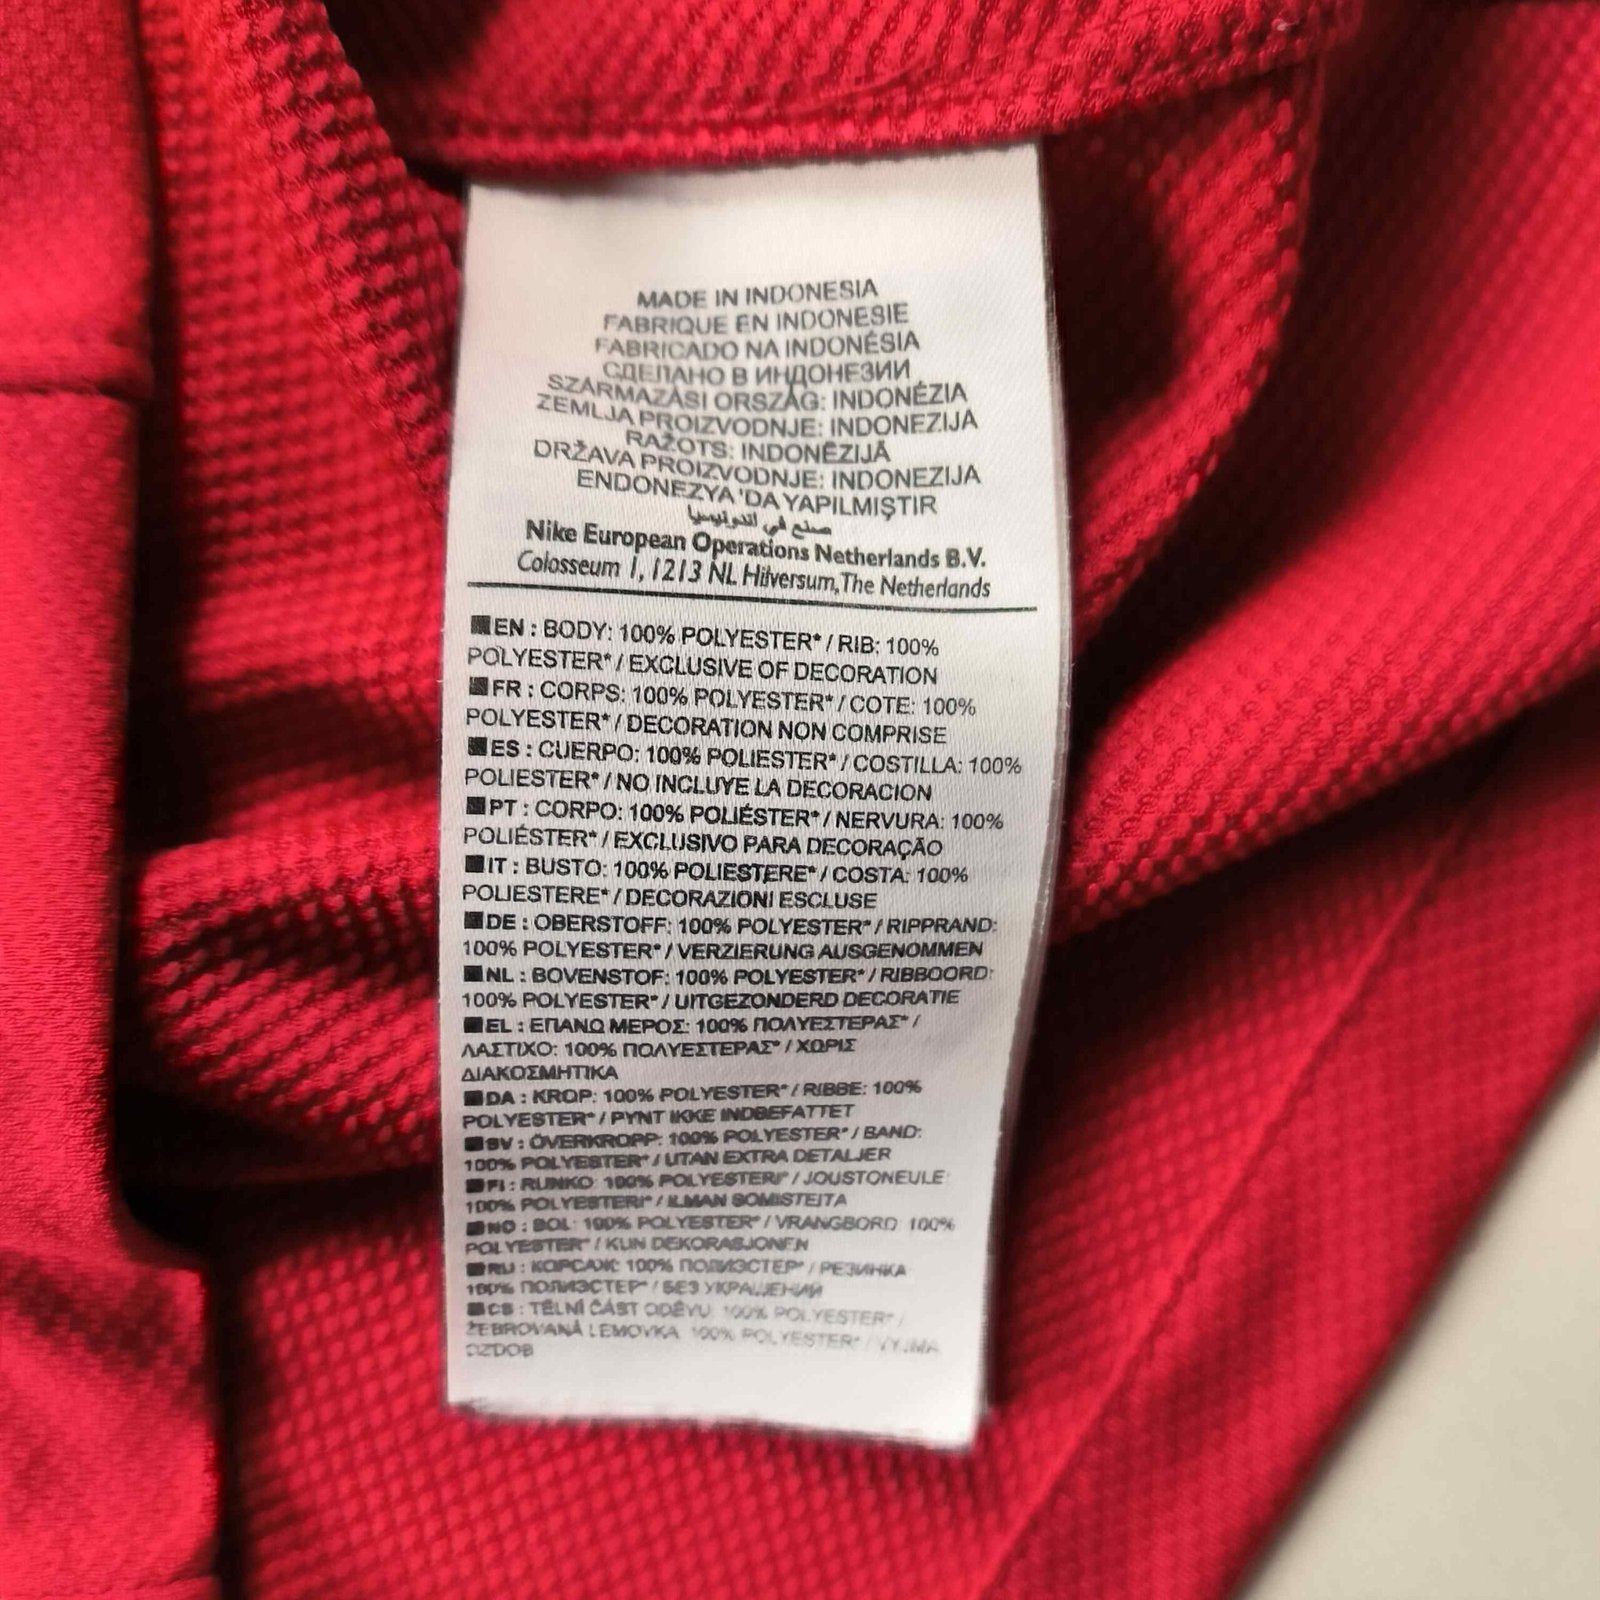 MADE IN INDONESIA
FABRIQUE EN INDONESIE
FABRICADO NA INDONÉSIA
СДЕЛАНО В ИНДОНЕЗИИ
SZÁRMAZÁSI ORSZÁG: INDONÉZIA
ZEMLJA PROIZVODNJE: INDONEZIJA
RAŽOTS: INDONĒZIJĀ
DRŽAVA PROIZVODNJE: INDONEZIJA
ENDONEZYA 'DA YAPILMIŞTIR
صنع في اندونيسيا
Nike European Operations Netherlands B.V.
Colosseum 1, 1213 NL Hilversum, The Netherlands
EN : BODY: 100% POLYESTER* / RIB: 100%
POLYESTER* / EXCLUSIVE OF DECORATION
FR : CORPS: 100% POLYESTER* / COTE: 100%
POLYESTER* / DECORATION NON COMPRISE
ES : CUERPO: 100% POLIESTER* / COSTILLA: 100%
POLIESTER* / NO INCLUYE LA DECORACION
PT : CORPO: 100% POLIÉSTER* / NERVURA: 100%
POLIÉSTER* / EXCLUSIVO PARA DECORAÇÃO
IT : BUSTO: 100% POLIESTERE* / COSTA: 100%
POLIESTERE* / DECORAZIONI ESCLUSE
DE : OBERSTOFF: 100% POLYESTER* / RIPPRAND:
100% POLYESTER* / VERZIERUNG AUSGENOMMEN
NL : BOVENSTOF: 100% POLYESTER* / RIBBOORD:
100% POLYESTER* / UITGEZONDERD DECORATIE
EL : ΕΠΑΝΩ ΜΕΡΟΣ: 100% ΠΟΛΥΕΣΤΕΡΑΣ* /
ΛΑΣΤΙΧΟ: 100% ΠΟΛΥΕΣΤΕΡΑΣ* / ΧΩΡΙΣ
ΔΙΑΚΟΣΜΗΤΙΚΑ
DA : KROP: 100% POLYESTER* / RIBBE: 100%
POLYESTER* / PYNT IKKE INDBEFATTET
SV : ÖVERKROPP: 100% POLYESTER* / BAND:
100% POLYESTER* / UTAN EXTRA DETALJER
FI : RUNKO: 100% POLYESTERI* / JOUSTONEULE:
100% POLYESTERI* / ILMAN SOMISTEITA
NO : BOL: 100% POLYESTER* / VRANGBORD: 100%
POLYESTER* / KUN DEKORASJONEN
RU : КОРСАЖ: 100% ПОЛИЭСТЕР* / РЕЗИНКА
100% ПОЛИЭСТЕР* / БЕЗ УКРАШЕНИЙ
CS : TĚLNÍ ČÁST ODĚVU: 100% POLYESTER* /
ŽEBROVANÁ LEMOVKA: 100% POLYESTER* / VYJMA
OZDOB